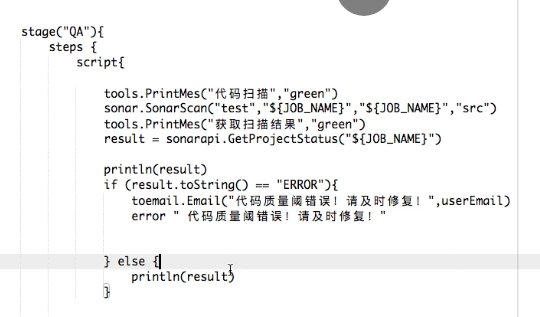 stage("QA"){
steps {
script{
tools.PrintMes("代码扫描","green")
sonar.SonarScan("test","${JOB_NAME}","${JOB_NAME}","src")
tools.PrintMes("获取扫描结果","green")
result = sonarapi.GetProjectStatus("${JOB_NAME}")
println(result)
if (result.toString() == "ERROR"){
toemail.Email("代码质量阈错误！请及时修复！",userEmail)
error " 代码质量阈错误！请及时修复！"
} else {
println(result)
}